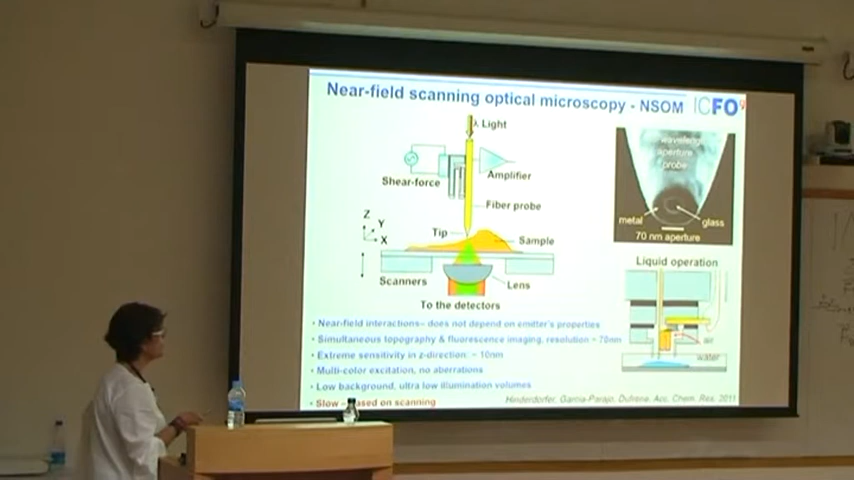 Near-field scanning optical microscopy - NSOM
ICFO
λ Light
Amplifier
Shear-force
Fiber probe
Z
Y
X
Tip
Sample
Scanners
Lens
To the detectors
aperture
probe
metal
glass
70 nm aperture
Liquid operation
air
water
• Near-field interactions– does not depend on emitter's properties
• Simultaneous topography & fluorescence imaging, resolution ~ 70nm
• Extreme sensitivity in z-direction: ~ 10nm
• Multi-color excitation, no aberrations
• Low background, ultra low illumination volumes
• Slow – based on scanning
Hinderdorfer, Garcia-Parajo, Dufrene, Acc. Chem. Res. 2011